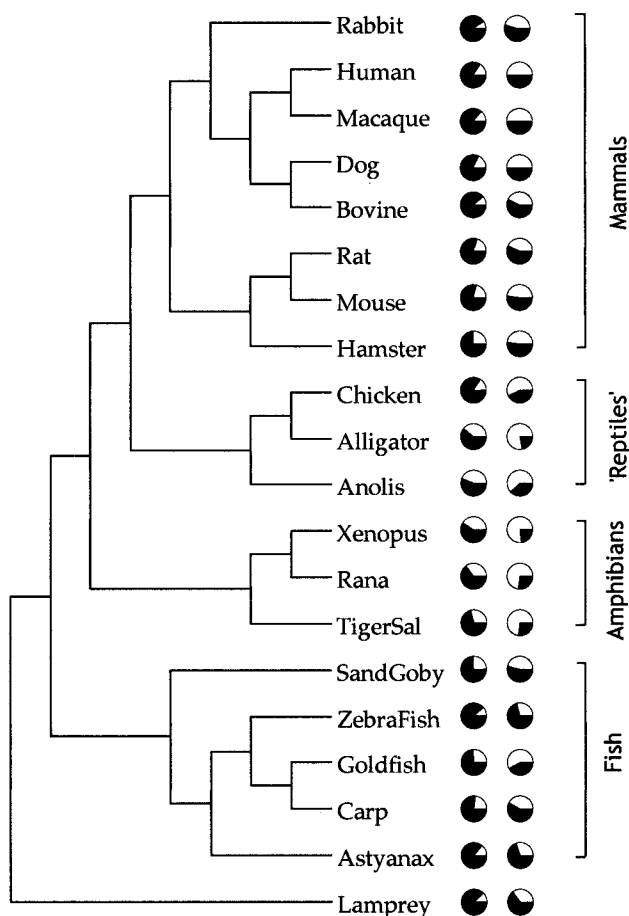 Rabbit
Human
Macaque
Dog
Bovine
Rat
Mouse
Hamster
Chicken
Alligator
Anolis
Xenopus
Rana
TigerSal
SandGoby
ZebraFish
Goldfish
Carp
Astyanax
Lamprey
Mammals
'Reptiles'
Amphibians
Fish